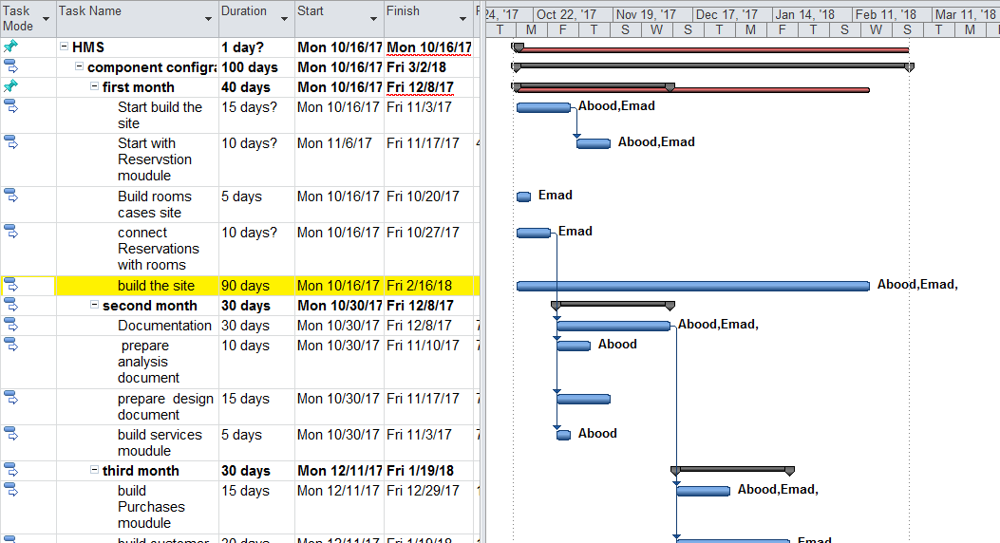 Task Mode Task Name Duration Start Finish 24, '17 Oct 22, '17 Nov 19, '17 Dec 17, '17 Jan 14, '18 Feb 11, '18 Mar 11, '18
T M F T S W M F T S W M
HMS 1 day? Mon 10/16/17 Mon 10/16/17
component configra 100 days Mon 10/16/17 Fri 3/2/18
first month 40 days Mon 10/16/17 Fri 12/8/17
Start build the 15 days? Mon 10/16/17 Fri 11/3/17 Abood,Emad
site
Start with 10 days? Mon 11/6/17 Fri 11/17/17 Abood,Emad
Reservstion
moudule
Build rooms 5 days Mon 10/16/17 Fri 10/20/17 Emad
cases site
connect 10 days? Mon 10/16/17 Fri 10/27/17 Emad
Reservations
with rooms
build the site 90 days Mon 10/16/17 Fri 2/16/18 Abood,Emad,
second month 30 days Mon 10/30/17 Fri 12/8/17
Documentation 30 days Mon 10/30/17 Fri 12/8/17 Abood,Emad,
prepare 10 days Mon 10/30/17 Fri 11/10/17 Abood
analysis
document
prepare design 15 days Mon 10/30/17 Fri 11/17/17
document
build services 5 days Mon 10/30/17 Fri 11/3/17 Abood
moudule
third month 30 days Mon 12/11/17 Fri 1/19/18
build 15 days Mon 12/11/17 Fri 12/29/17 Abood,Emad,
Purchases
moudule
build customer 30 days Mon 12/11/17 Fri 1/19/18 Emad